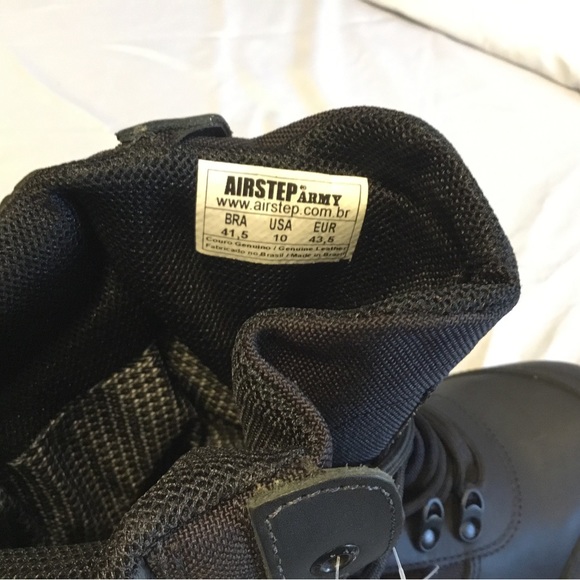 AIRSTEP ARMY
www.airstep.com.br
BRA USA EUR
41,5 10 43,5
Couro Genuino / Genuine Leather
Fabricado no Brasil / Made in Brazil